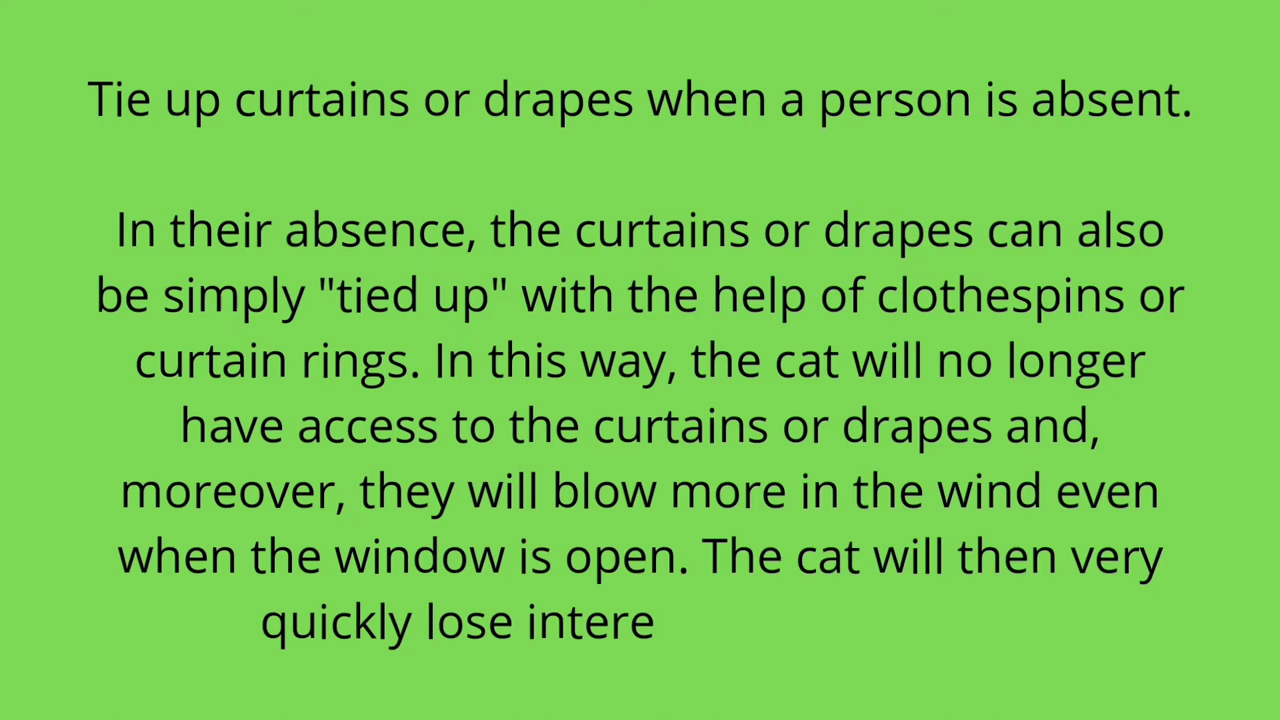 Tie up curtains or drapes when a person is absent.
In their absence, the curtains or drapes can also
be simply "tied up" with the help of clothespins or
curtain rings. In this way, the cat will no longer
have access to the curtains or drapes and,
moreover, they will blow more in the wind even
when the window is open. The cat will then very
quickly lose intere